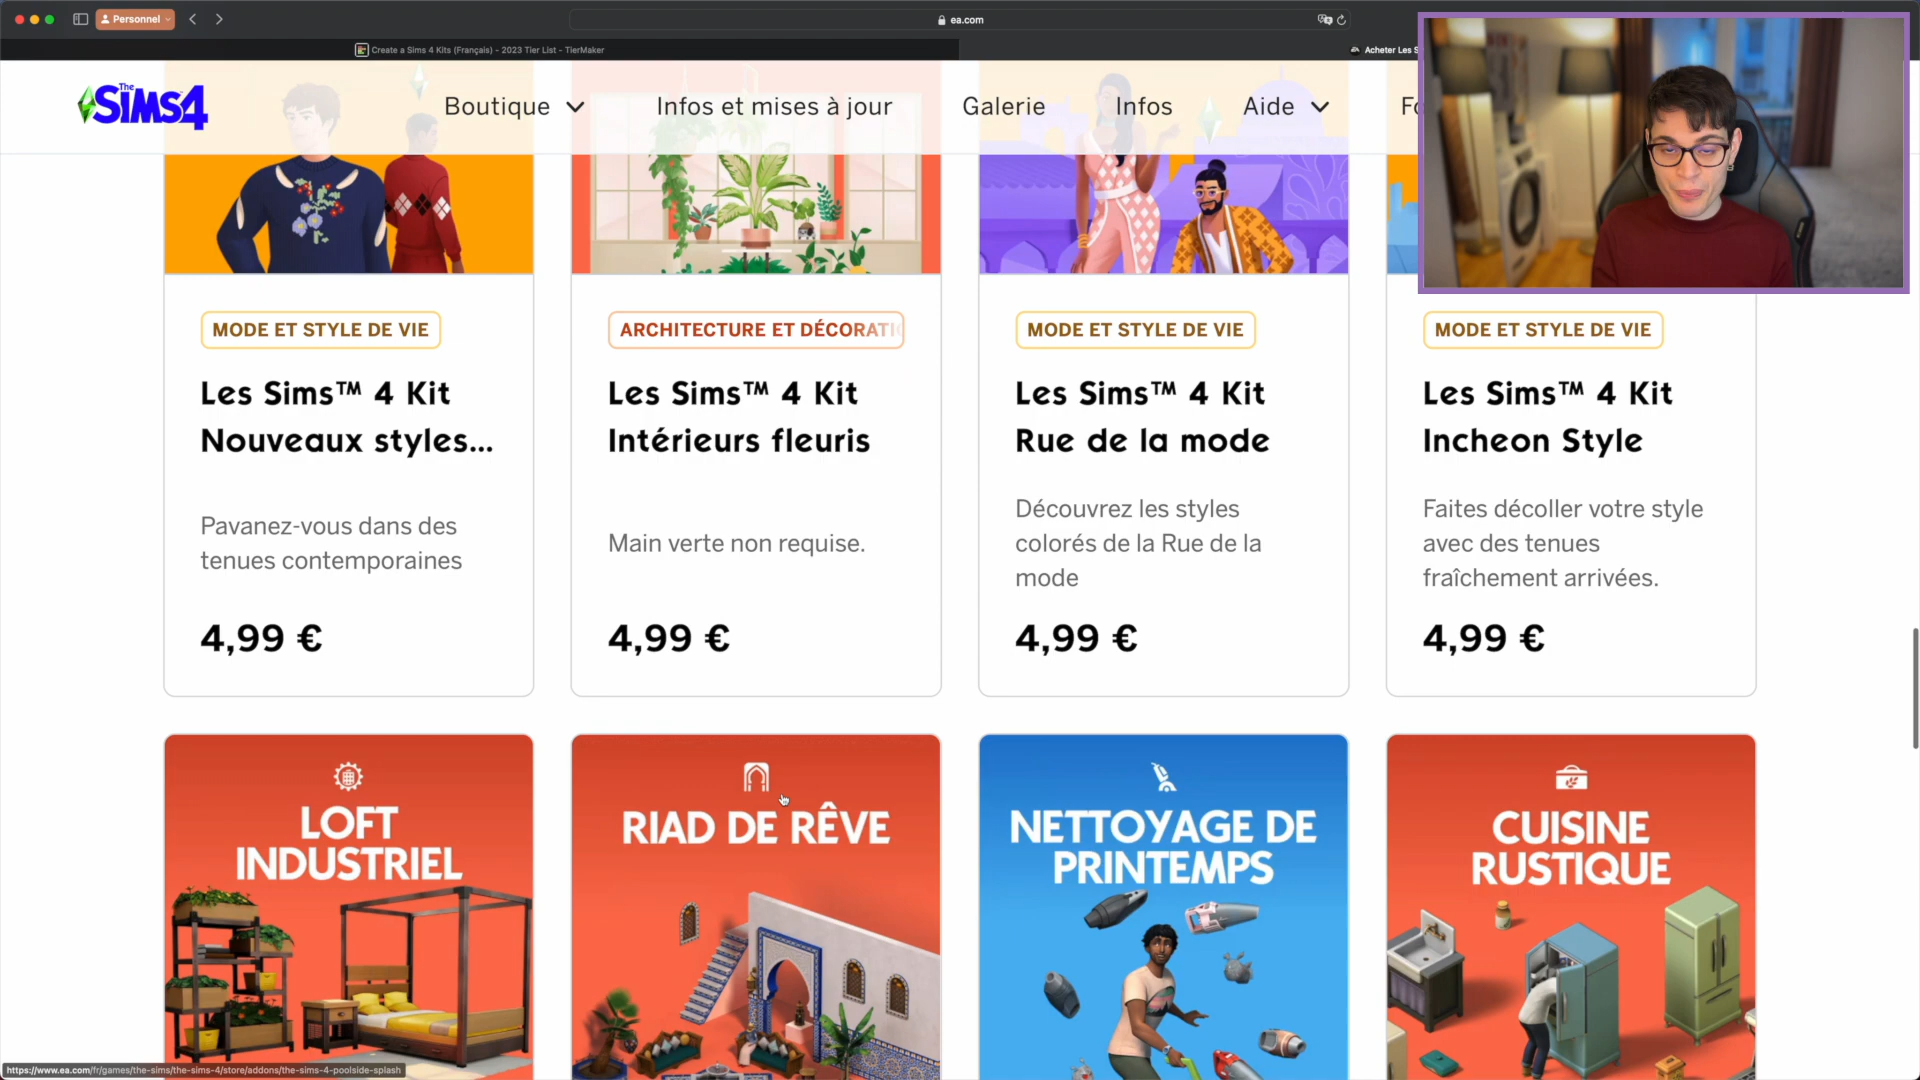 Personnel
ea.com
Create a Sims 4 Kits (Français) – 2023 Tier List – TierMaker
Acheter Les S
The Sims 4
Boutique
Infos et mises à jour
Galerie
Infos
Aide
MODE ET STYLE DE VIE
Les Sims™ 4 Kit
Nouveaux styles...
Pavanez-vous dans des
tenues contemporaines
4,99 €
ARCHITECTURE ET DÉCORATI
Les Sims™ 4 Kit
Intérieurs fleuris
Main verte non requise.
4,99 €
MODE ET STYLE DE VIE
Les Sims™ 4 Kit
Rue de la mode
Découvrez les styles
colorés de la Rue de la
mode
4,99 €
MODE ET STYLE DE VIE
Les Sims™ 4 Kit
Incheon Style
Faites décoller votre style
avec des tenues
fraîchement arrivées.
4,99 €
LOFT
INDUSTRIEL
RIAD DE RÊVE
NETTOYAGE DE
PRINTEMPS
CUISINE
RUSTIQUE
https://www.ea.com/fr/games/the-sims/the-sims-4/store/addons/the-sims-4-poolside-splash